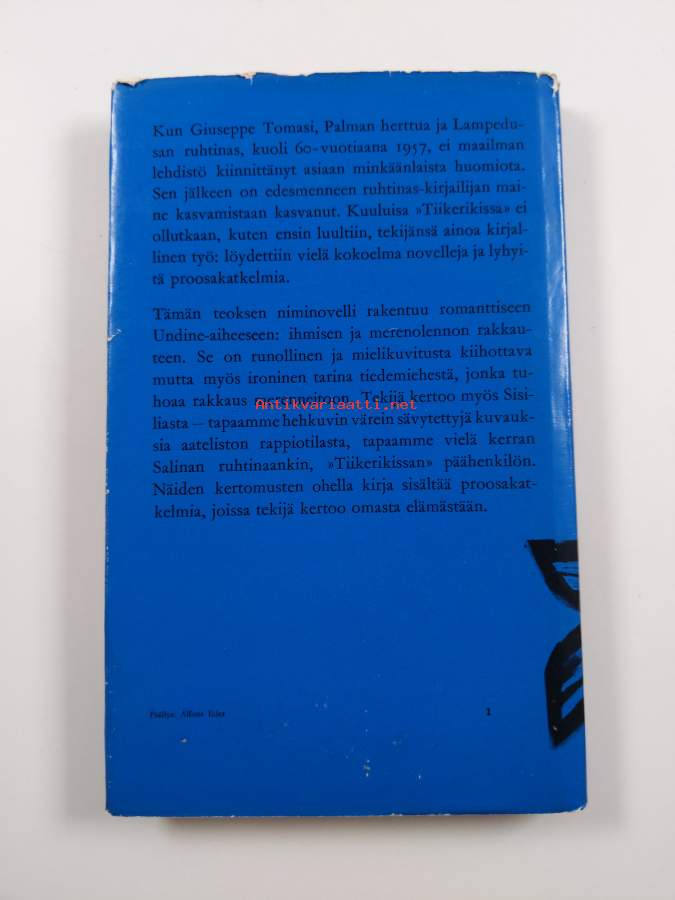 Kun Giuseppe Tomasi, Palman herttua ja Lampedu-
san ruhtinas, kuoli 60-vuotiaana 1957, ei maailman
lehdistö kiinnittänyt asiaan minkäänlaista huomiota.
Sen jälkeen on edesmenneen ruhtinas-kirjailijan mai-
ne kasvamistaan kasvanut. Kuuluisa »Tiikerikissa» ei
ollutkaan, kuten ensin luultiin, tekijänsä ainoa kirjal-
linen työ: löydettiin vielä kokoelma novelleja ja lyhyi-
tä proosakatkelmia.
Tämän teoksen niminovelli rakentuu romanttiseen
Undine-aiheeseen: ihmisen ja merenolennon rakkau-
teen. Se on runollinen ja mielikuvitusta kiihottava
mutta myös ironinen tarina tiedemiehestä, jonka tu-
hoaa rakkaus merenneitoon. Tekijä kertoo myös Sisi-
Antikvariaatti.net
liasta – tapaamme hehkuvin värein sävytettyjä kuvauk-
sia aateliston rappiotilasta, tapaamme vielä kerran
Salinan ruhtinaankin, »Tiikerikissan» päähenkilön.
Näiden kertomusten ohella kirja sisältää proosakat-
kelmia, joissa tekijä kertoo omasta elämästään.
Päällys: Alfons Eder
1